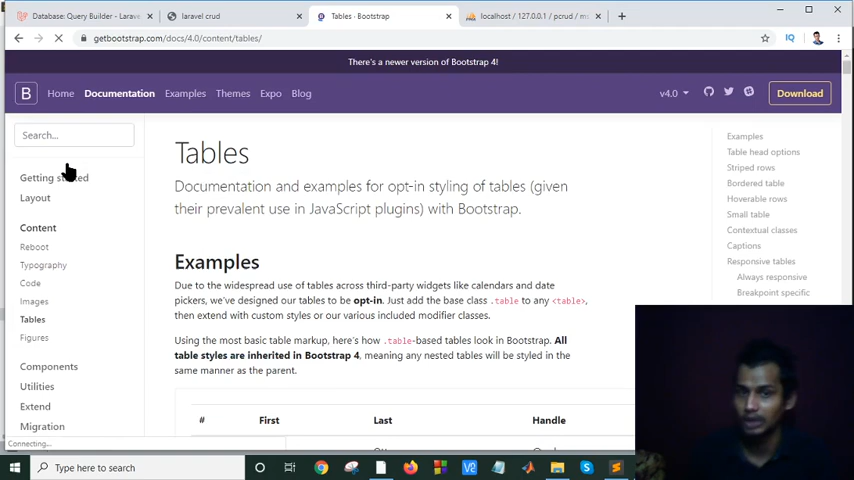 Database: Query Builder - Larave
laravel crud
Tables · Bootstrap
localhost / 127.0.0.1 / pcrud / m
getbootstrap.com/docs/4.0/content/tables/
IQ
There's a newer version of Bootstrap 4!
B
Home
Documentation
Examples
Themes
Expo
Blog
v4.0
Download
Search...
Getting started
Layout
Content
Reboot
Typography
Code
Images
Tables
Figures
Components
Utilities
Extend
Migration
Tables
Documentation and examples for opt-in styling of tables (given
their prevalent use in JavaScript plugins) with Bootstrap.
Examples
Due to the widespread use of tables across third-party widgets like calendars and date
pickers, we've designed our tables to be opt-in. Just add the base class .table to any <table>,
then extend with custom styles or our various included modifier classes.
Using the most basic table markup, here's how .table-based tables look in Bootstrap. All
table styles are inherited in Bootstrap 4, meaning any nested tables will be styled in the
same manner as the parent.
# First Last Handle
Examples
Table head options
Striped rows
Bordered table
Hoverable rows
Small table
Contextual classes
Captions
Responsive tables
Always responsive
Breakpoint specific
Connecting...
Type here to search